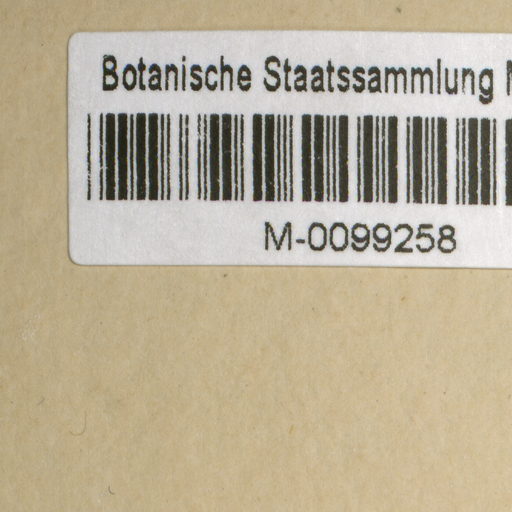 Botanische Staatssammlung
M-0099258